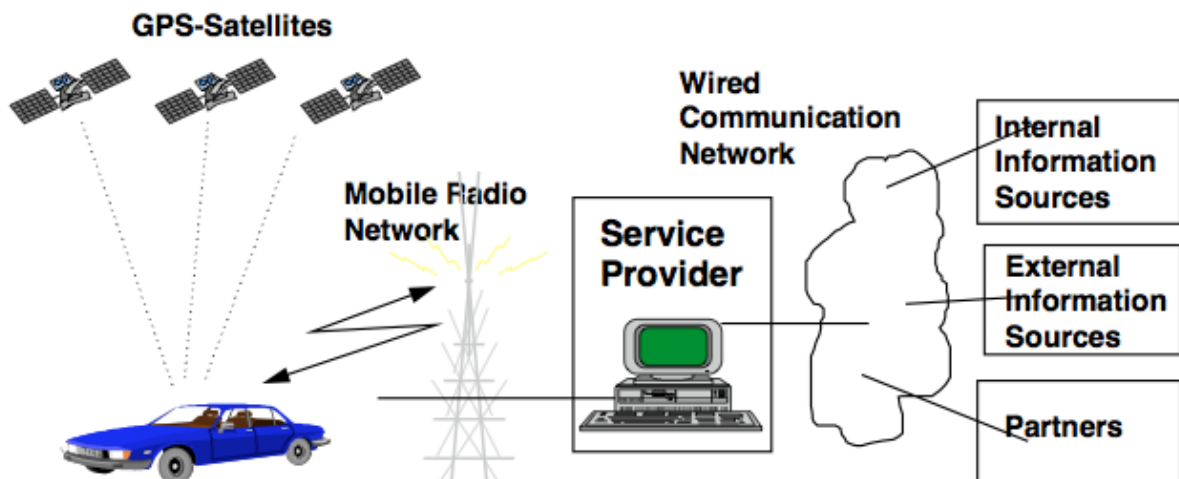 GPS-Satellites
Mobile Radio
Network
Service
Provider
Wired
Communication
Network
Internal
Information
Sources
External
Information
Sources
Partners